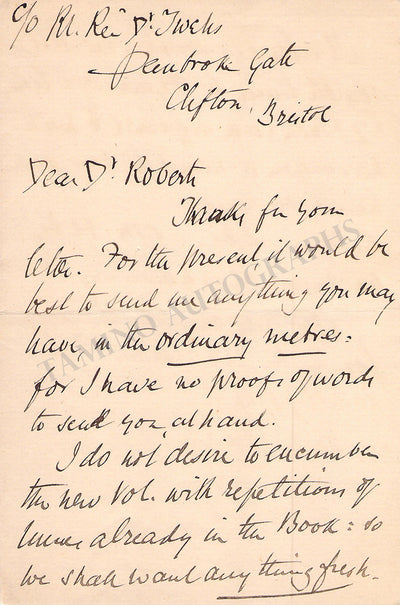 c/o Rt. Revd Dr. Iwells
Pembroke Gate
Clifton, Bristol
Dear Dr Roberts
Thanks for your
letter. For the present it would be
best to send me anything you may
have, in the ordinary metres:
for I have no proofs of words
to send you, at hand.
I do not desire to encumber
the new Vol. with repetitions of
tunes already in the Book: so
we shall want anything fresh.
TAMINO AUTOGRAPHS